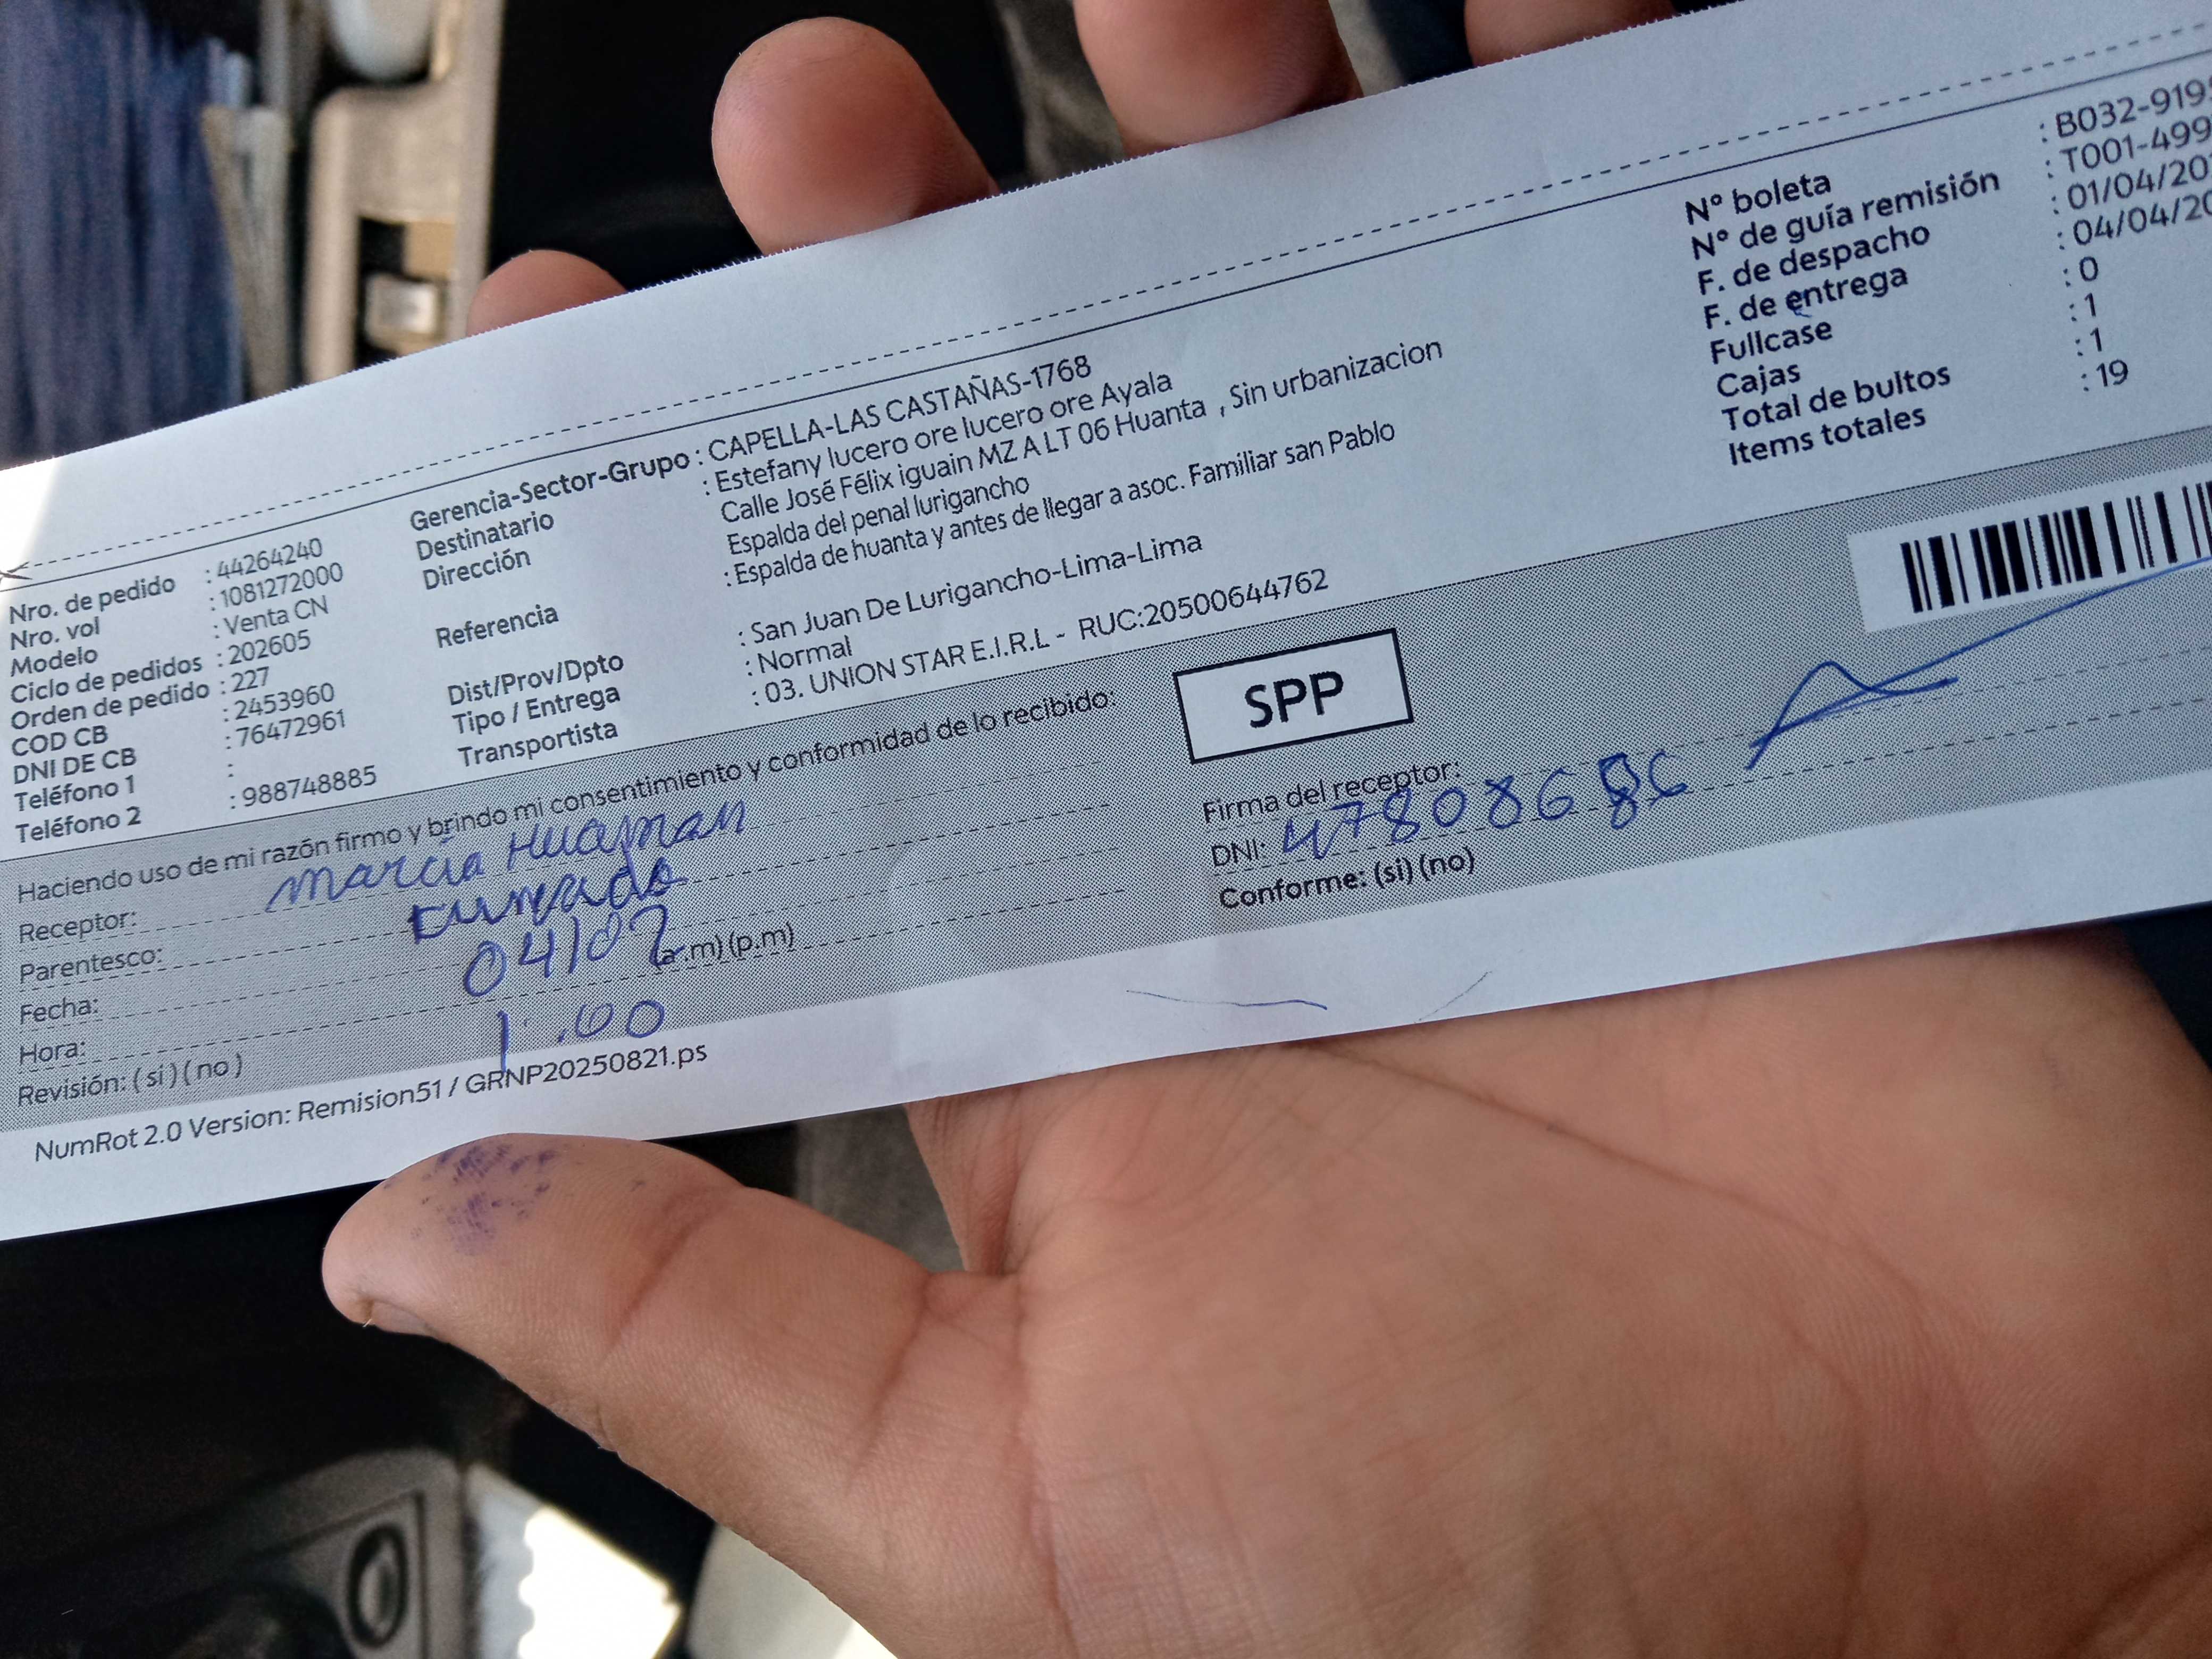 Nro. de pedido : 44264240
Nro. vol : 1081272000
Modelo : Venta CN
Ciclo de pedidos : 202605
Orden de pedido : 227
COD CB : 2453960
DNI DE CB : 76472961
Teléfono 1 :
Teléfono 2 : 988748885
Gerencia-Sector-Grupo : CAPELLA-LAS CASTAÑAS-1768
Destinatario : Estefany lucero ore lucero ore Ayala
Dirección Calle José Félix iguain MZ A LT 06 Huanta , Sin urbanizacion
Espalda del penal lurigancho
Referencia : Espalda de huanta y antes de llegar a asoc. Familiar san Pablo
Dist/Prov/Dpto : San Juan De Lurigancho-Lima-Lima
Tipo / Entrega : Normal
Transportista : 03. UNION STAR E.I.R.L - RUC:20500644762
N° boleta : B032-919
N° de guía remisión : T001-499
F. de despacho : 01/04/20
F. de entrega : 04/04/20
Fullcase : 0
Cajas : 1
Total de bultos : 1
Items totales : 19
Haciendo uso de mi razón firmo y brindo mi consentimiento y conformidad de lo recibido:
SPP
Receptor: Marcia Huaman
Parentesco:
Fecha: 04/07
Hora: 1.00 (a.m) (p.m)
Revisión: ( si ) ( no )
Firma del receptor:
DNI: 478086
Conforme: (si) (no)
NumRot 2.0 Version: Remision51 / GRNP20250821.ps